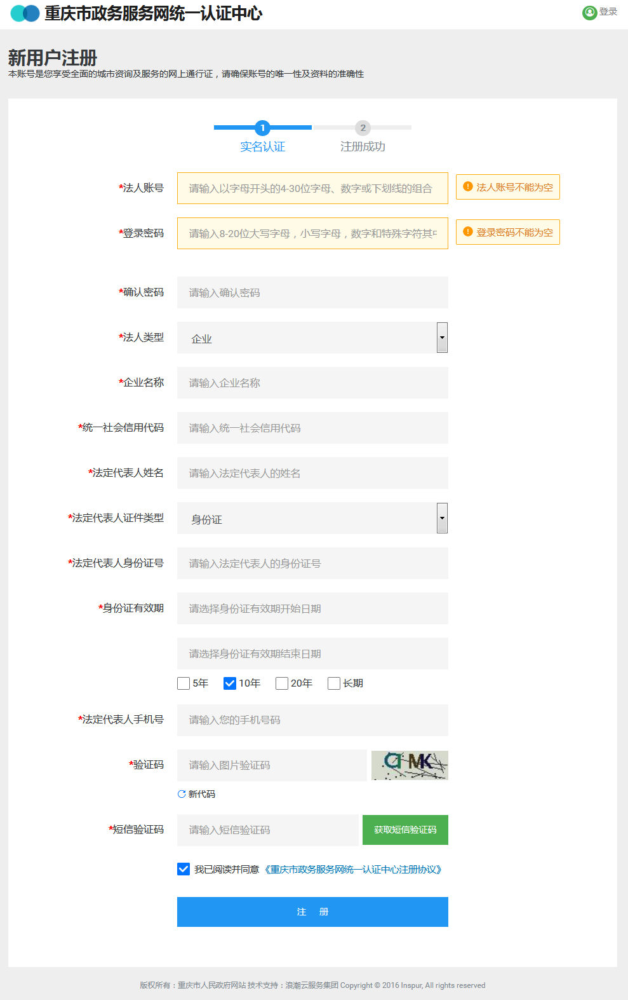 重庆市政务服务网统一认证中心
登录
新用户注册
本账号是您享受全面的城市资询及服务的网上通行证，请确保账号的唯一性及资料的准确性
1
2
实名认证
注册成功
*法人账号
请输入以字母开头的4-30位字母、数字或下划线的组合
法人账号不能为空
*登录密码
请输入8-20位大写字母，小写字母，数字和特殊字符其
登录密码不能为空
*确认密码
请输入确认密码
*法人类型
企业
*企业名称
请输入企业名称
*统一社会信用代码
请输入统一社会信用代码
*法定代表人姓名
请输入法定代表人的姓名
*法定代表人证件类型
身份证
*法定代表人身份证号
请输入法定代表人的身份证号
*身份证有效期
请选择身份证有效期开始日期
请选择身份证有效期结束日期
5年
10年
20年
长期
*法定代表人手机号
请输入您的手机号码
*验证码
请输入图片验证码
新代码
*短信验证码
请输入短信验证码
获取短信验证码
我已阅读并同意《重庆市政务服务网统一认证中心注册协议》
注 册
版权所有：重庆市人民政府网站 技术支持：浪潮云服务集团 Copyright © 2016 Inspur, All rights reserved